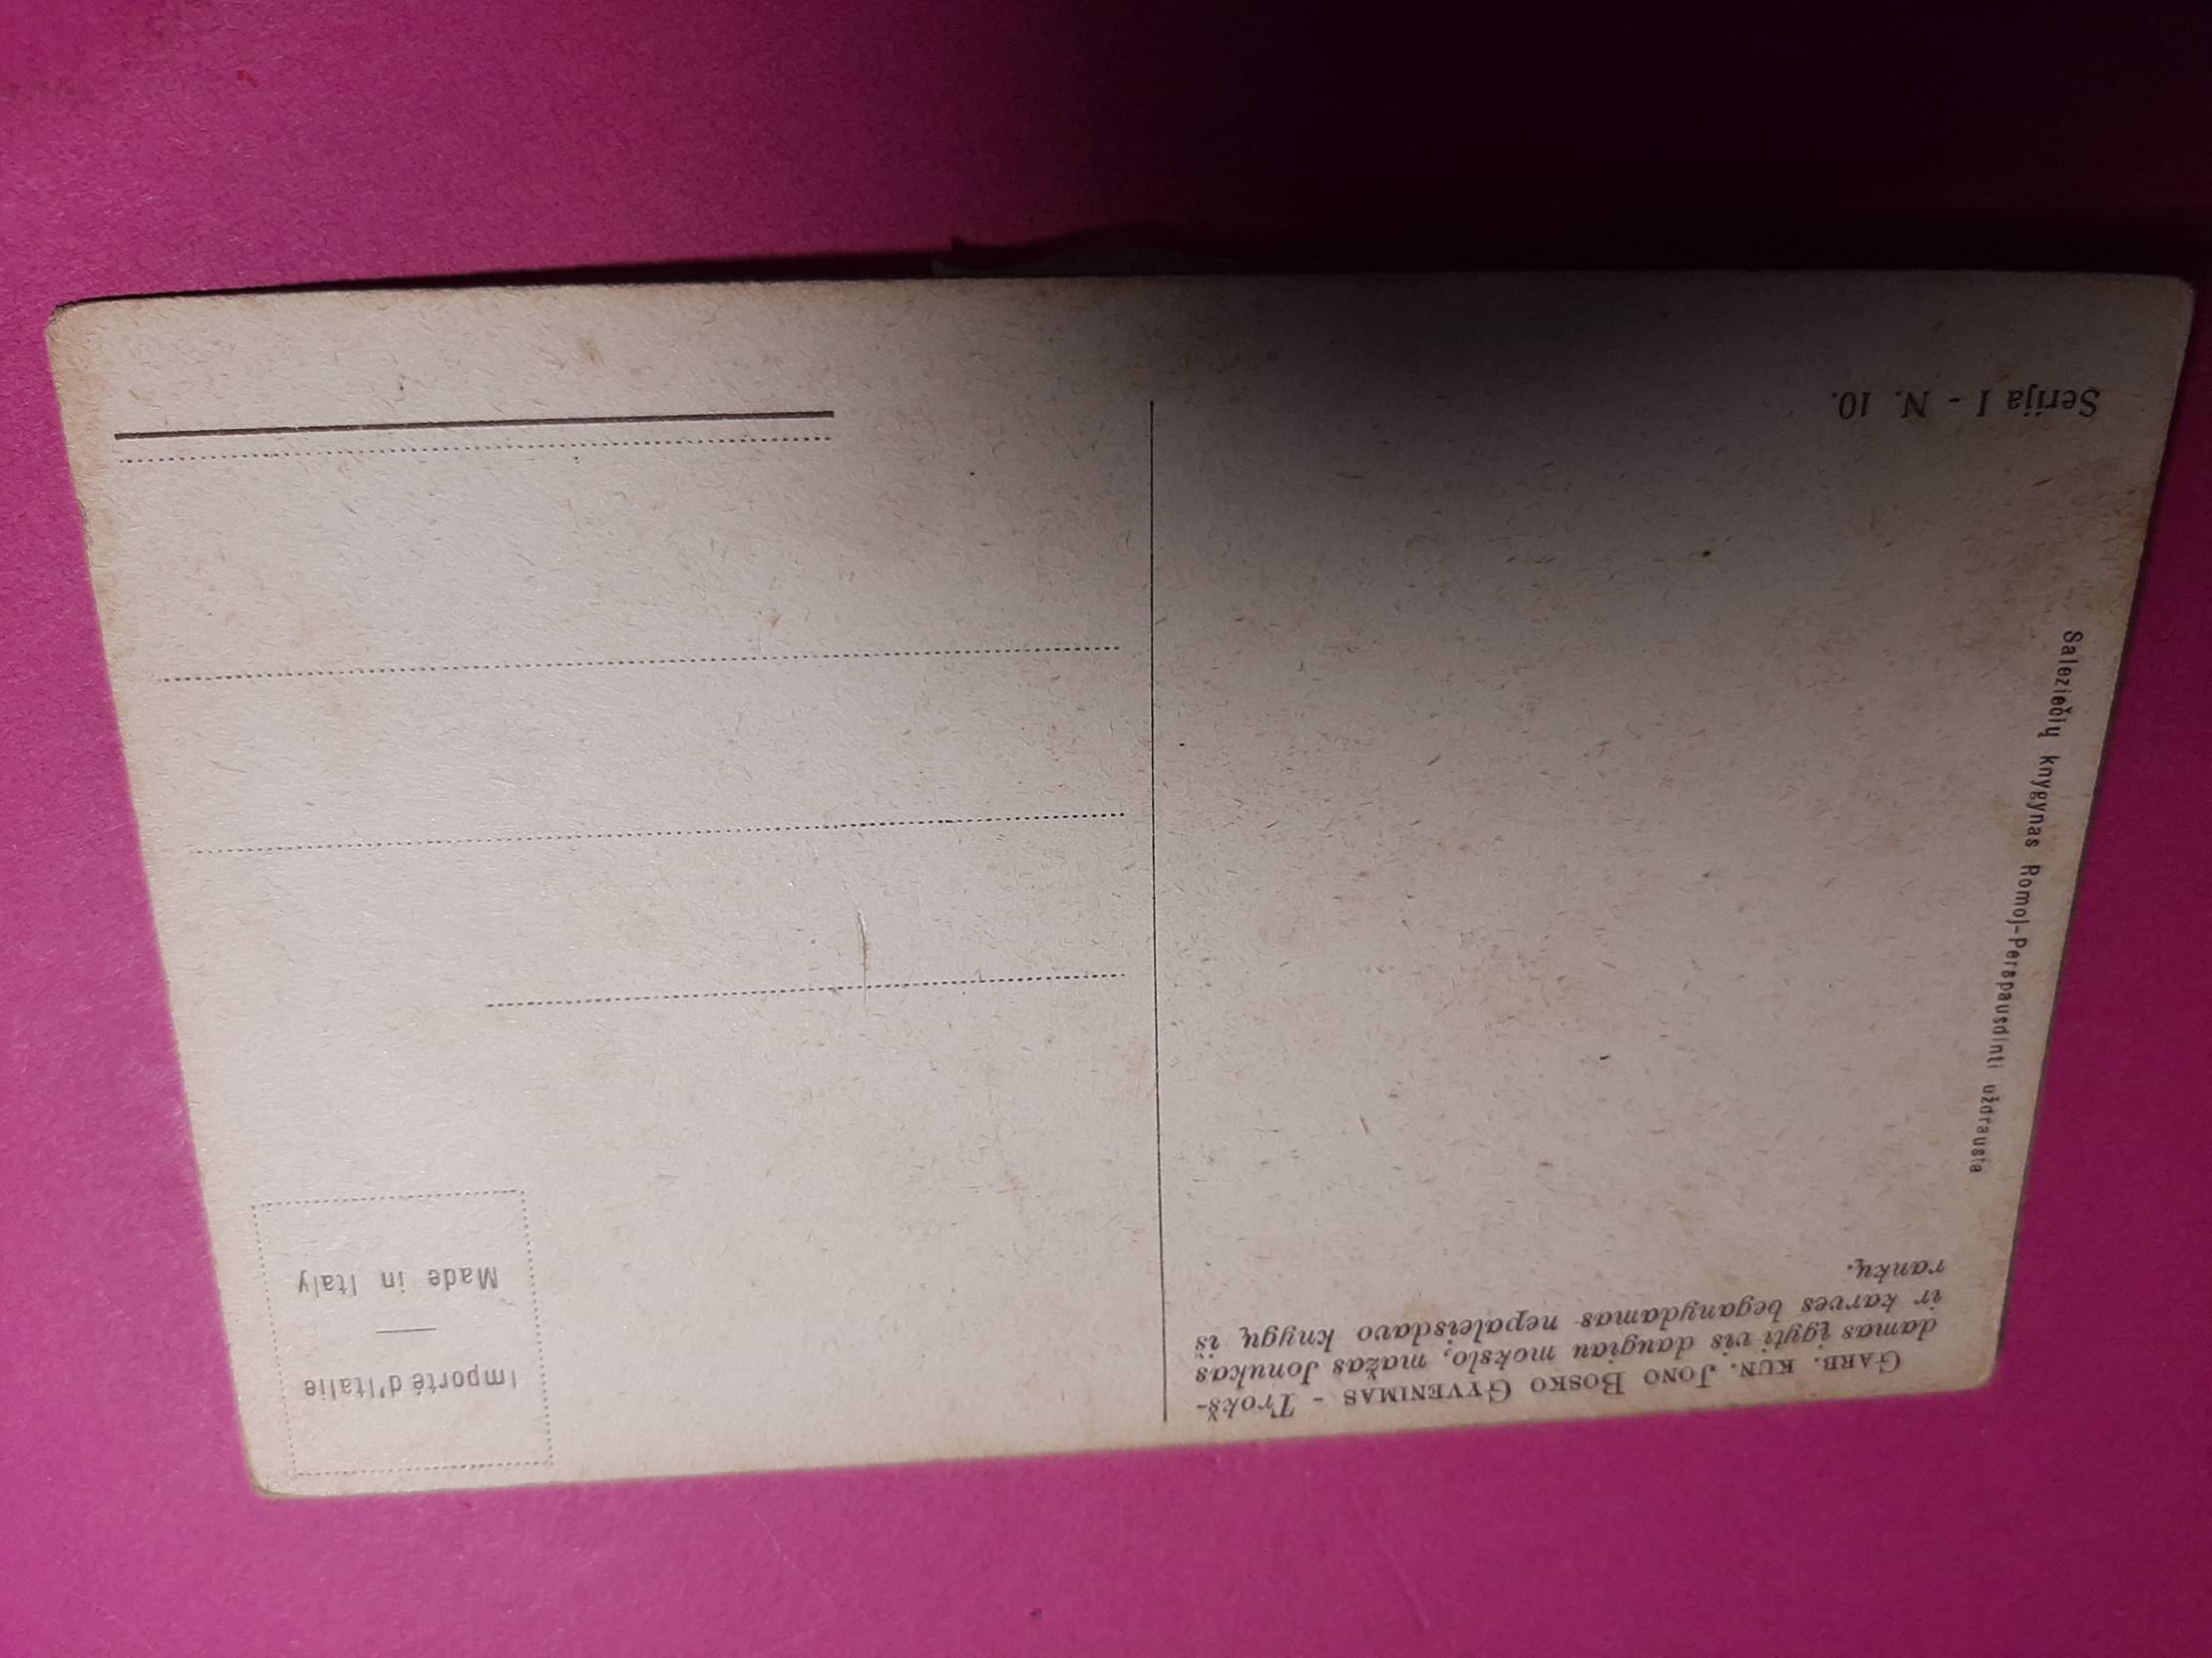 GARB. KUN. JONO BOSKO GYVENIMAS - Trokš-
damas įgyti vis daugiau mokslo, mažas Jonukas
ir karves beganydamas nepaleisdavo knygų iš
rankų.
Importé d'Italie
Made in Italy
Saleziečių knygynas Romoj-Perspausdinti uždrausta
Serija I - N. 10.